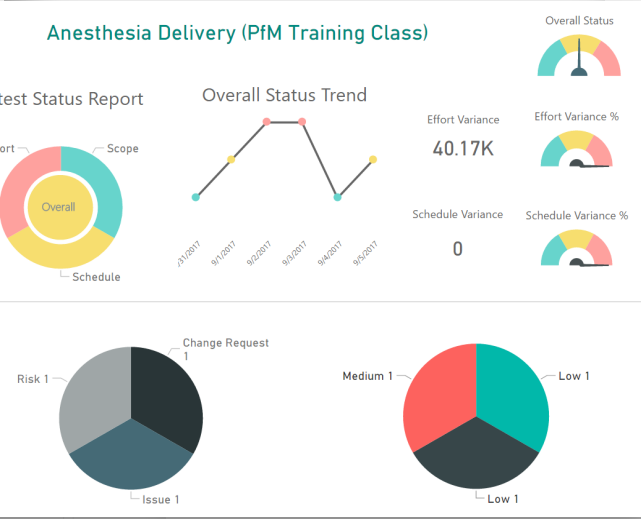 Anesthesia Delivery (PfM Training Class)
Overall Status
test Status Report
Overall Status Trend
Effort Variance
Effort Variance %
ort
Scope
40.17K
Overall
Schedule Variance
Schedule Variance %
0
/31/2017
9/1/2017
9/2/2017
9/3/2017
9/4/2017
9/5/2017
Schedule
Change Request
1
Risk 1
Issue 1
Medium 1
Low 1
Low 1